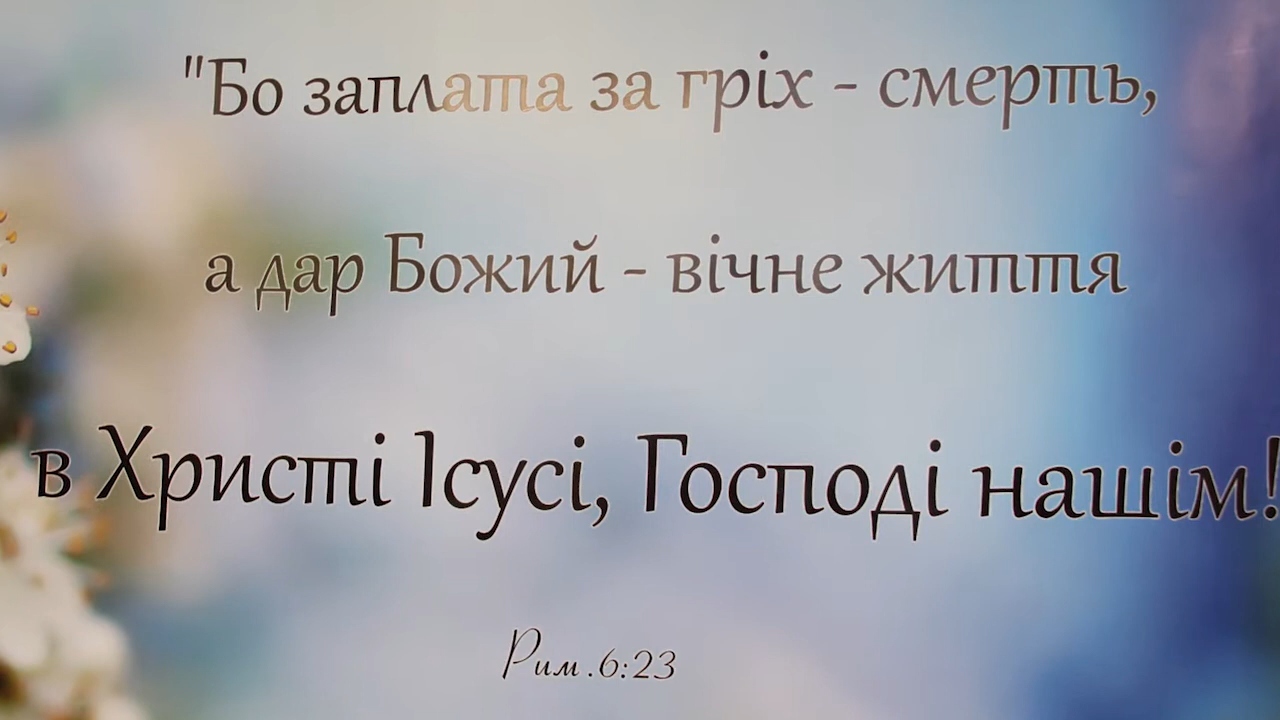 "Бо заплата за гріх - смерть,
а дар Божий - вічне життя
в Христі Ісусі, Господі нашім!
Рим.6:23